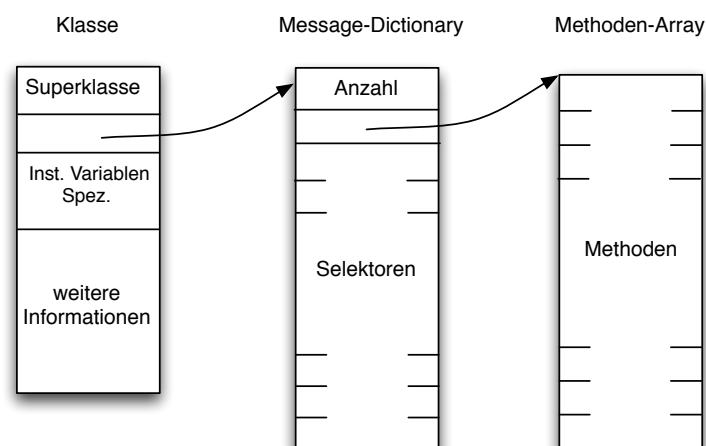 Klasse
Message-Dictionary
Methoden-Array
Superklasse
Inst. Variablen
Spez.
weitere
Informationen
Anzahl
Selektoren
Methoden